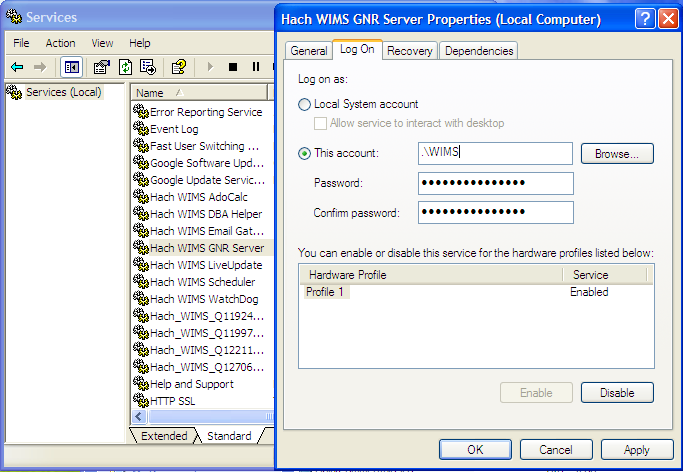 Services
File Action View Help
Services (Local)
Name
Error Reporting Service
Event Log
Fast User Switching ...
Google Software Upd...
Google Update Servic...
Hach WIMS AdoCalc
Hach WIMS DBA Helper
Hach WIMS Email Gat...
Hach WIMS GNR Server
Hach WIMS LiveUpdate
Hach WIMS Scheduler
Hach WIMS WatchDog
Hach_WIMS_Q11924...
Hach_WIMS_Q11997...
Hach_WIMS_Q12211...
Hach_WIMS_Q12706...
Help and Support
HTTP SSL
Extended Standard
Hach WIMS GNR Server Properties (Local Computer)
General Log On Recovery Dependencies
Log on as:
Local System account
Allow service to interact with desktop
This account: .\WIMS Browse...
Password: ●●●●●●●●●●●●●●●
Confirm password: ●●●●●●●●●●●●●●●
You can enable or disable this service for the hardware profiles listed below:
Hardware Profile Service
Profile 1 Enabled
Enable Disable
OK Cancel Apply